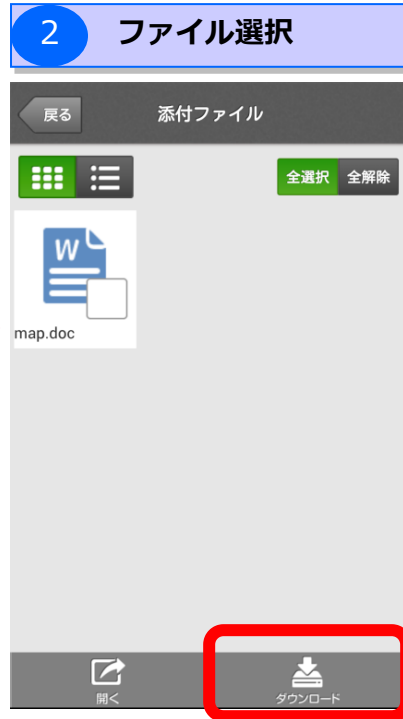 2 ファイル選択
戻る 添付ファイル
全選択 全解除
W
map.doc
開く ダウンロード